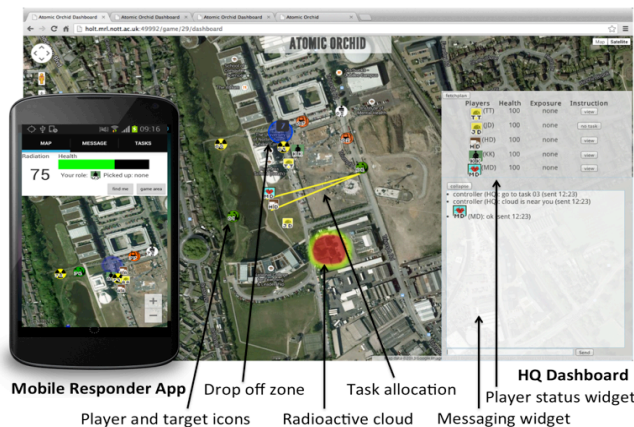 Atomic Orchid Dashboard
Atomic Orchid Dashboard
Atomic Orchid Dashboard
Atomic Orchid
holt.mrl.nott.ac.uk:49992/game/29/dashboard
ATOMIC ORCHID
Map
Satellite
Players Health Exposure Instruction
(TT) 100 none view
(JD) 100 none no task
(HD) 100 none view
(KK) 100 none view
(MD) 100 none view
controller (HQ): go to task 03 (sent 12:23)
controller (HQ): cloud is near you (sent 12:23)
(MD): ok (sent 12:23)
Send
09:16
MAP MESSAGE TASKS
Radiation Health
75
Your role: Picked up: none
find me game area
Mobile Responder App
Drop off zone
Task allocation
HQ Dashboard
Player status widget
Player and target icons
Radioactive cloud
Messaging widget